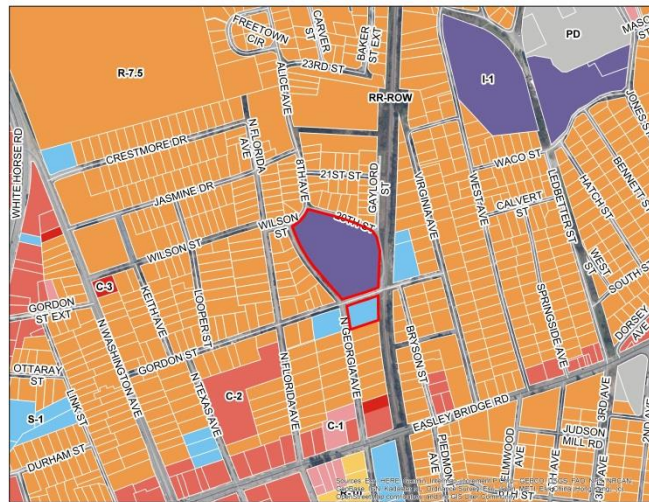 FREETOWN
CIR
CARVER
ST
BAKER
ST EXT
PD
R-7.5
23RD ST
ALICE AVE
I-1
RR-ROW
JONES ST
WHITE HORSE RD
CRESTMORE DR
N FLORIDA
AVE
8TH AVE
21ST ST
GAYLORD
ST
VIRGINIA AVE
WEST AVE
WACO ST
LEDBETTER ST
HATCH ST
BENNETT ST
JASMINE DR
CALVERT
ST
WILSON
ST
20TH ST
WILSON ST
WEST
ST
SOUTH ST
C-3
GORDON
ST EXT
KEITH AVE
LOOPER ST
N WASHINGTON AVE
GORDON ST
SPRINGSIDE AVE
DORSEY
AVE
OTTARAY
ST
N TEXAS AVE
N FLORIDA AVE
N GEORGIA AVE
BRYSON ST
LINK ST
C-2
S-1
C-1
EASLEY BRIDGE RD
3RD AVE
2ND AVE
JUDSON
MILL RD
ELMWOOD
AVE
PIEDMONT
AVE
DURHAM ST